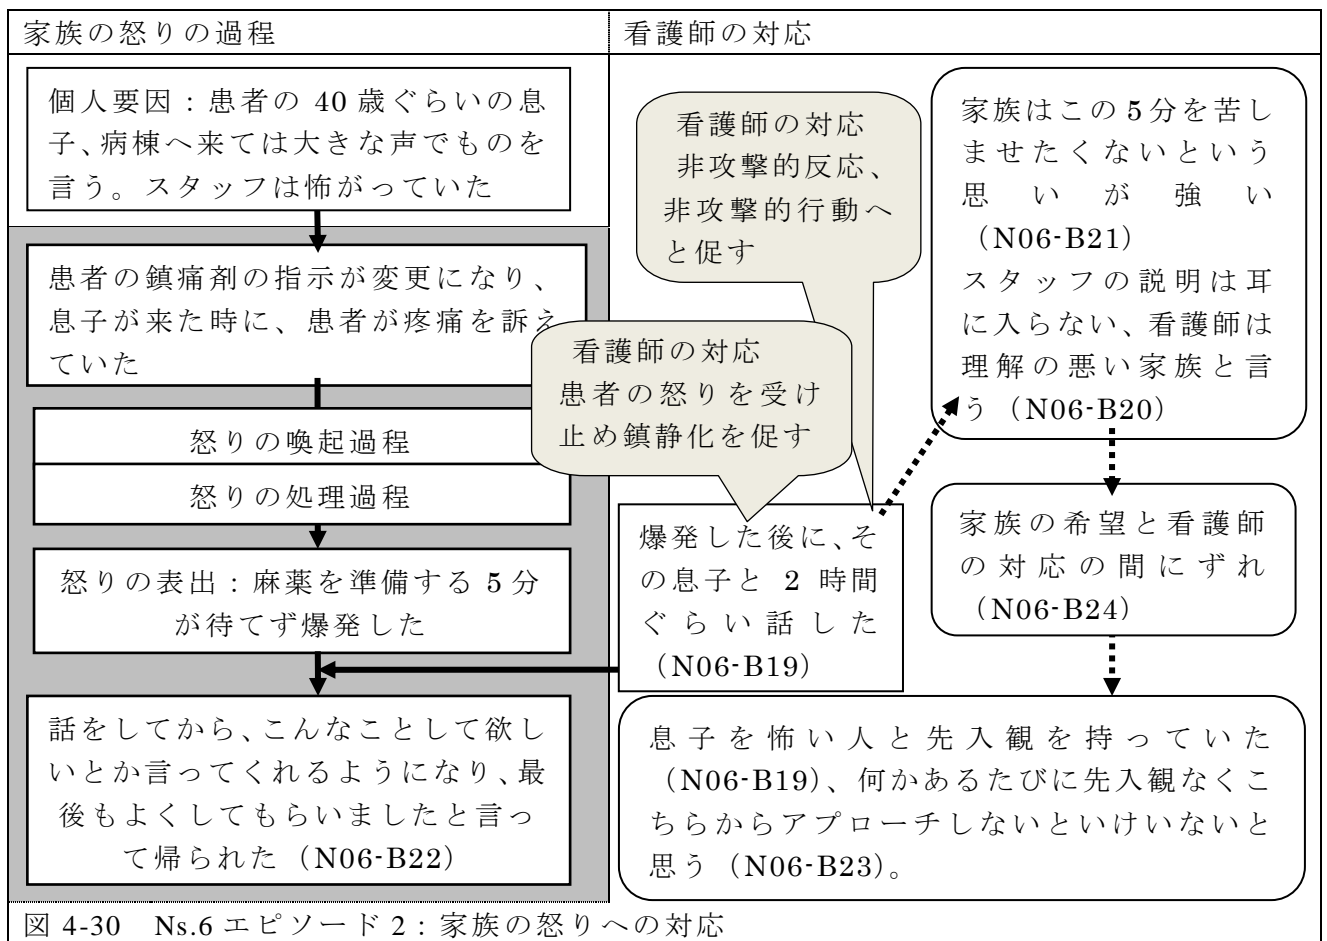 家族の怒りの過程
看護師の対応
個人要因：患者の 40 歳ぐらいの息
子、病棟へ来ては大きな声でものを
言う。スタッフは怖がっていた
患者の鎮痛剤の指示が変更になり、
息子が来た時に、患者が疼痛を訴え
ていた
怒りの喚起過程
怒りの処理過程
怒りの表出：麻薬を準備する 5 分
が待てず爆発した
話をしてから、こんなことして欲し
いとか言ってくれるようになり、最
後もよくしてもらいましたと言っ
て帰られた（N06-B22）
看護師の対応
非攻撃的反応、
非攻撃的行動へ
と促す
看護師の対応
患者の怒りを受け
止め鎮静化を促す
爆発した後に、そ
の息子と 2 時間
ぐらい話した
（N06-B19）
家族はこの 5 分を苦し
ませたくないという
思いが強い
（N06-B21）
スタッフの説明は耳
に入らない、看護師は
理解の悪い家族と言
う（N06-B20）
家族の希望と看護師
の対応の間にずれ
（N06-B24）
息子を怖い人と先入観を持っていた
（N06-B19）、何かあるたびに先入観なくこ
ちらからアプローチしないといけいないと
思う（N06-B23）。
図 4-30　Ns.6 エピソード 2：家族の怒りへの対応